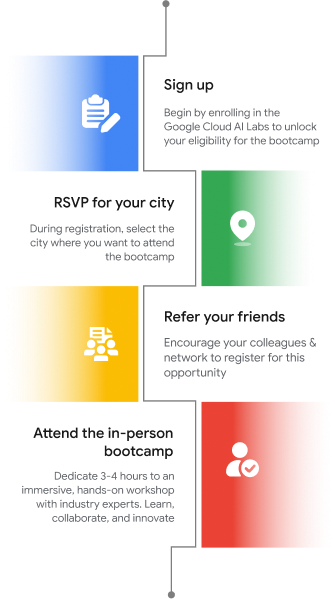 Sign up
Begin by enrolling in the
Google Cloud AI Labs to unlock
your eligibility for the bootcamp
RSVP for your city
During registration, select the
city where you want to attend
the bootcamp
Refer your friends
Encourage your colleagues &
network to register for this
opportunity
Attend the in-person
bootcamp
Dedicate 3-4 hours to an
immersive, hands-on workshop
with industry experts. Learn,
collaborate, and innovate